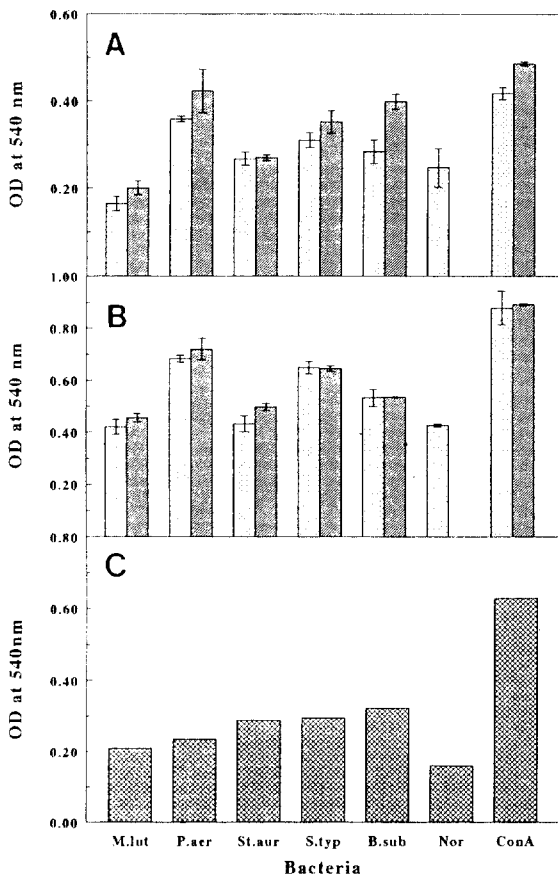 0.60
A
0.40
0.20
1.00
OD at 540 nm
B
0.80
0.60
0.40
0.20
0.80
OD at 540 nm
C
0.60
0.40
0.20
0.00
OD at 540nm
M.lut P.aer St.aur S.typ B.sub Nor ConA
Bacteria